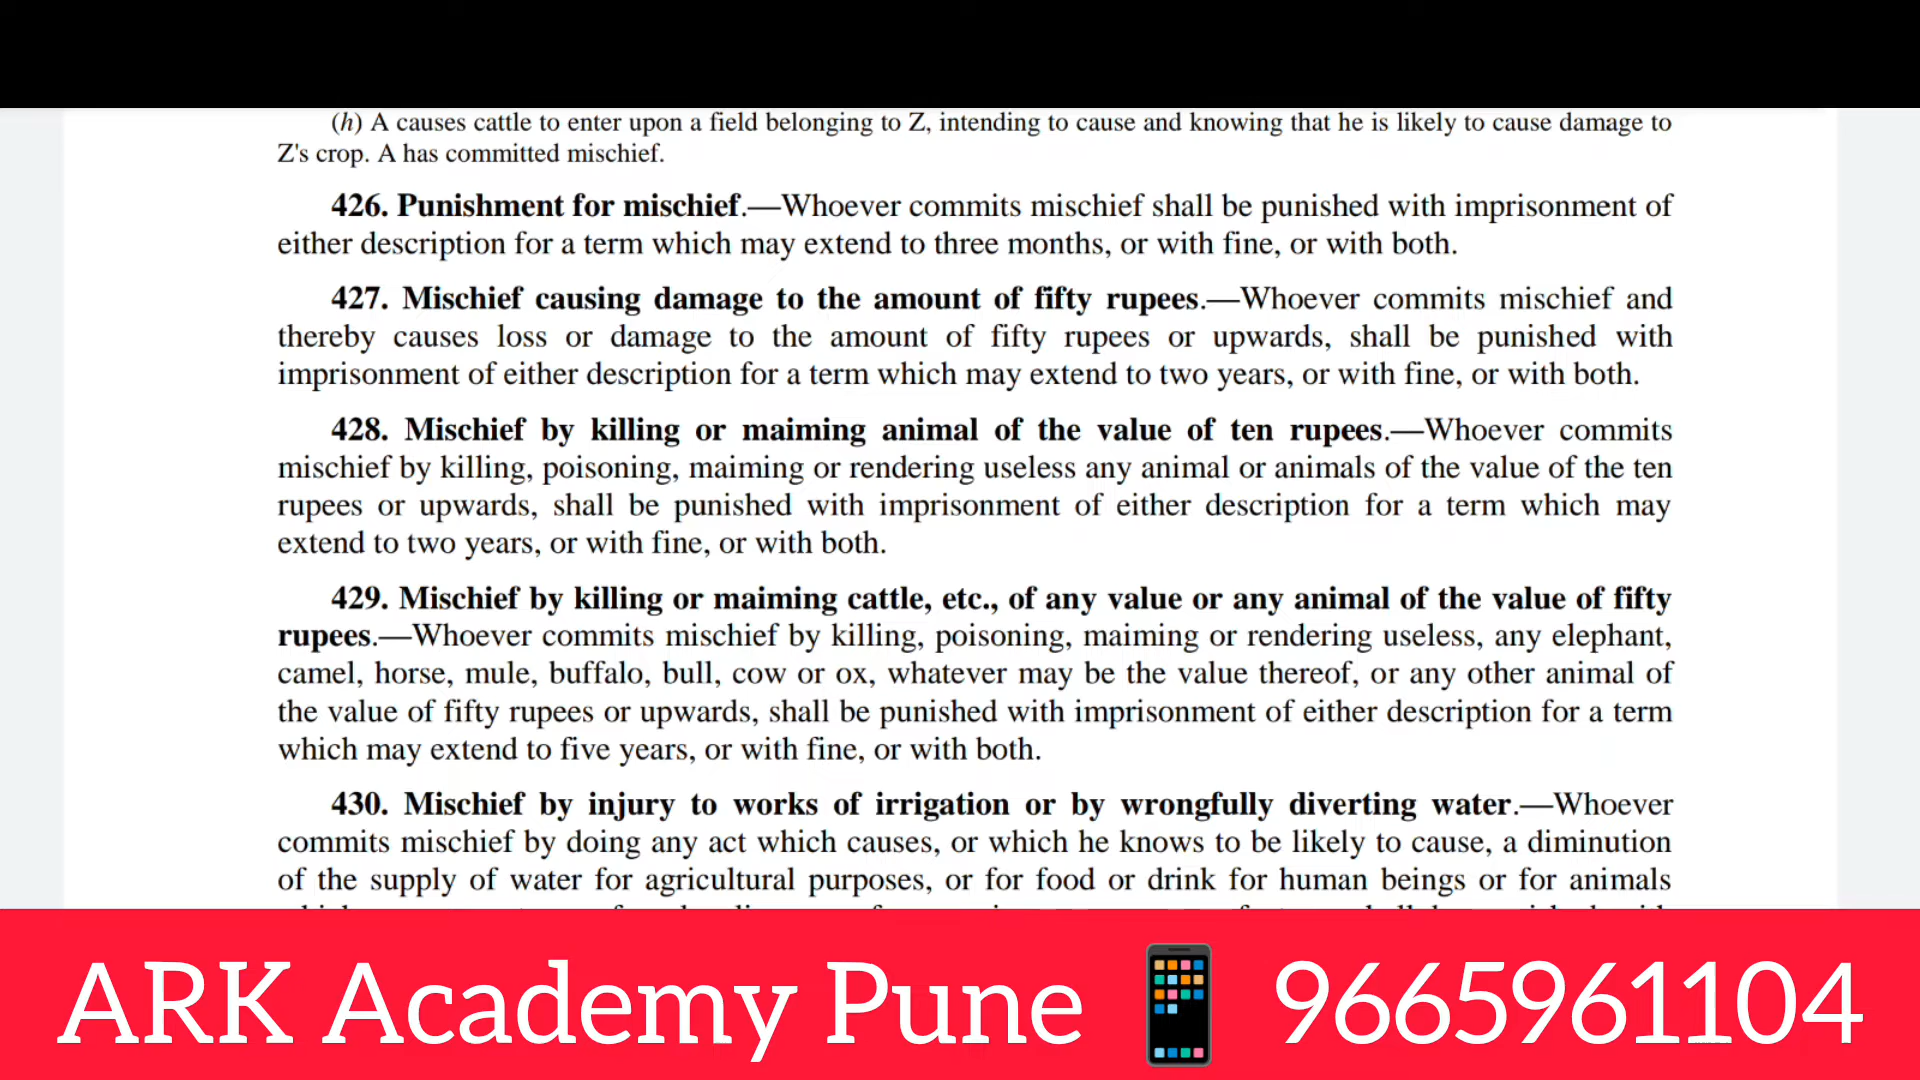 (h) A causes cattle to enter upon a field belonging to Z, intending to cause and knowing that he is likely to cause damage to
Z's crop. A has committed mischief.
426. Punishment for mischief.—Whoever commits mischief shall be punished with imprisonment of
either description for a term which may extend to three months, or with fine, or with both.
427. Mischief causing damage to the amount of fifty rupees.—Whoever commits mischief and
thereby causes loss or damage to the amount of fifty rupees or upwards, shall be punished with
imprisonment of either description for a term which may extend to two years, or with fine, or with both.
428. Mischief by killing or maiming animal of the value of ten rupees.—Whoever commits
mischief by killing, poisoning, maiming or rendering useless any animal or animals of the value of the ten
rupees or upwards, shall be punished with imprisonment of either description for a term which may
extend to two years, or with fine, or with both.
429. Mischief by killing or maiming cattle, etc., of any value or any animal of the value of fifty
rupees.—Whoever commits mischief by killing, poisoning, maiming or rendering useless, any elephant,
camel, horse, mule, buffalo, bull, cow or ox, whatever may be the value thereof, or any other animal of
the value of fifty rupees or upwards, shall be punished with imprisonment of either description for a term
which may extend to five years, or with fine, or with both.
430. Mischief by injury to works of irrigation or by wrongfully diverting water.—Whoever
commits mischief by doing any act which causes, or which he knows to be likely to cause, a diminution
of the supply of water for agricultural purposes, or for food or drink for human beings or for animals
ARK Academy Pune 📱 9665961104